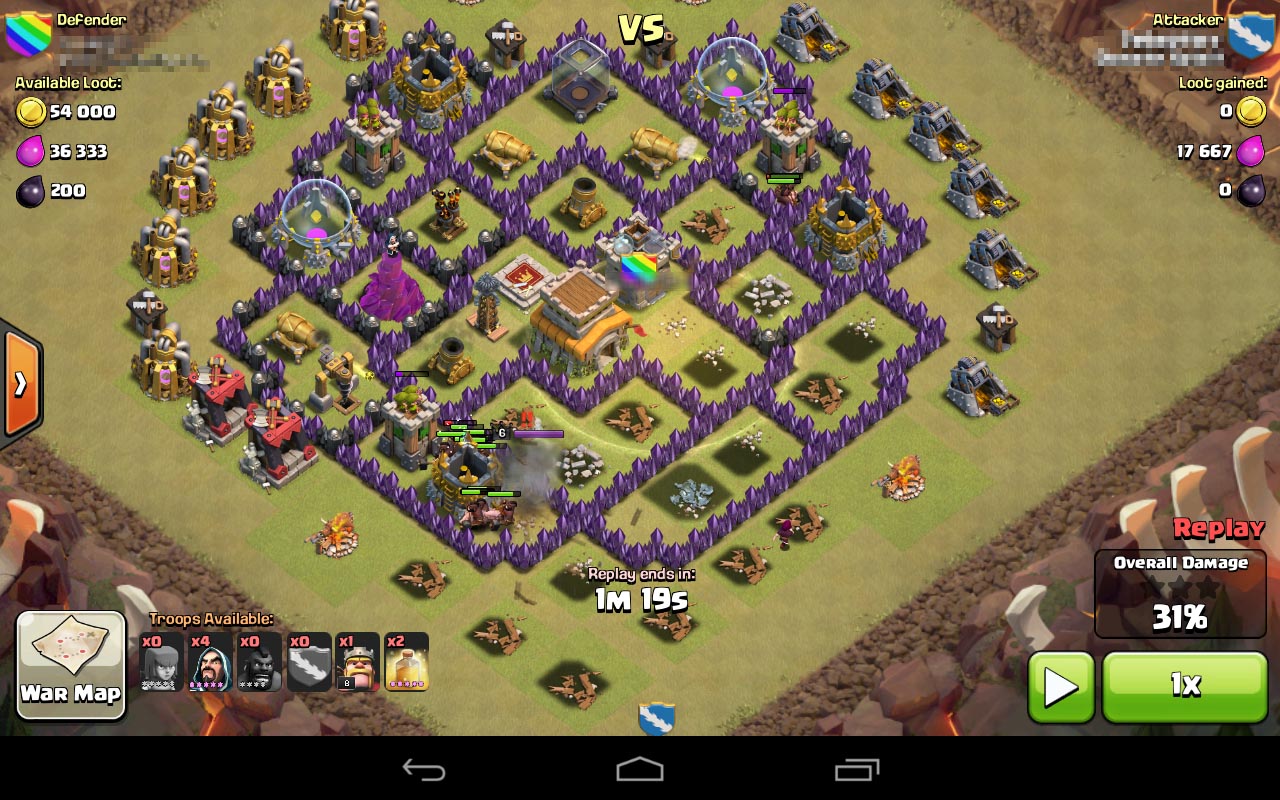 Defender
VS
Attacker
Available Loot:
54 000
36 333
200
Loot gained:
0
17 667
0
6
Replay ends in:
1M 19s
Replay
Overall Damage
31%
Troops Available:
x0
x4
x0
x0
x1
x2
8
War Map
1x